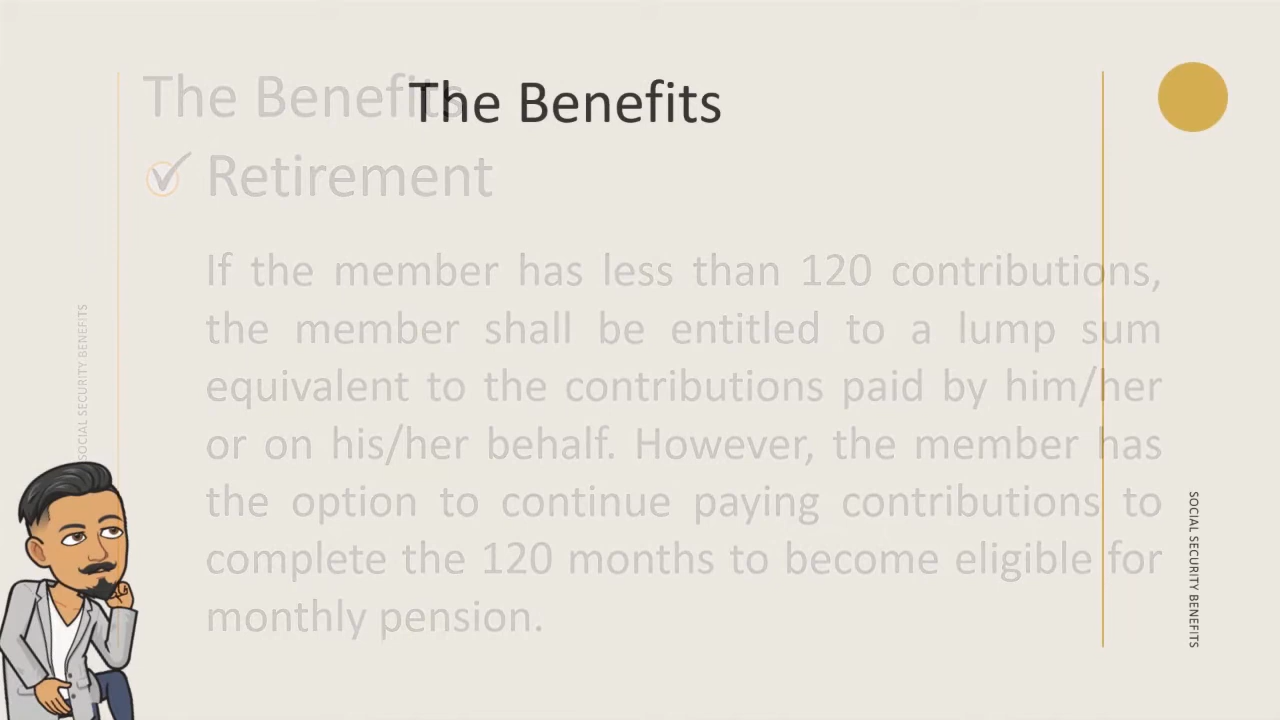 The Benefits
The Benefits
Retirement
If the member has less than 120 contributions,
the member shall be entitled to a lump sum
equivalent to the contributions paid by him/her
or on his/her behalf. However, the member has
the option to continue paying contributions to
complete the 120 months to become eligible for
monthly pension.
SOCIAL SECURITY BENEFITS
SOCIAL SECURITY BENEFITS